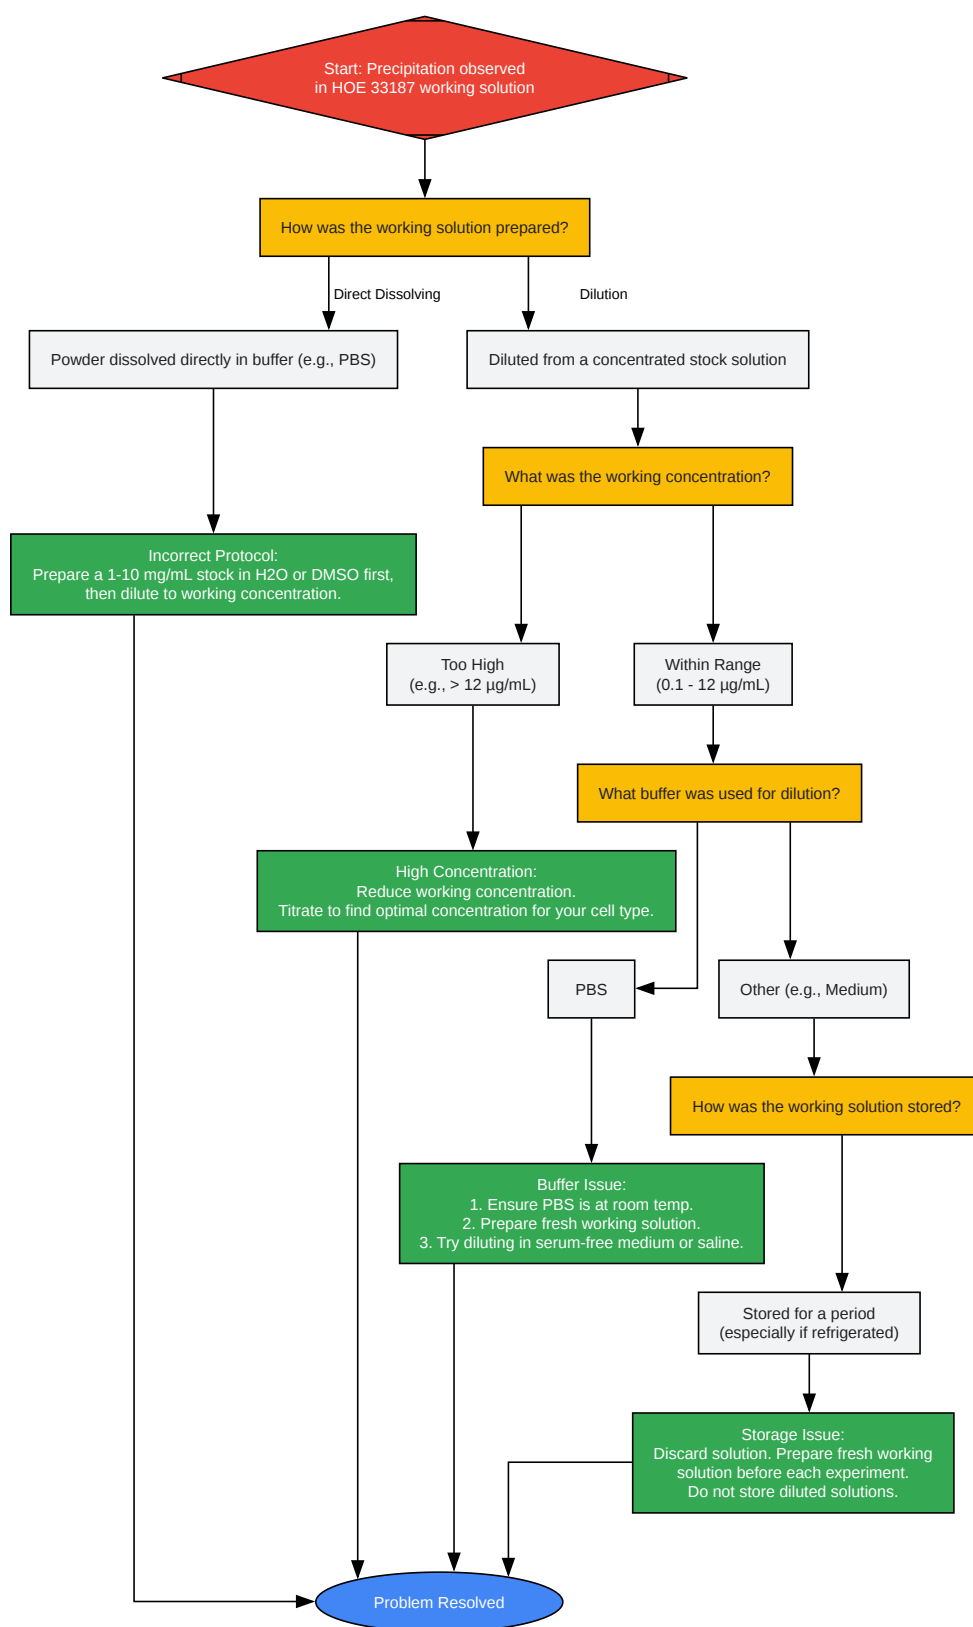 Start: Precipitation observed
in HOE 33187 working solution
How was the working solution prepared?
Direct Dissolving
Dilution
Powder dissolved directly in buffer (e.g., PBS)
Diluted from a concentrated stock solution
What was the working concentration?
Incorrect Protocol:
Prepare a 1-10 mg/mL stock in H2O or DMSO first,
then dilute to working concentration.
Too High
(e.g., > 12 µg/mL)
Within Range
(0.1 - 12 µg/mL)
What buffer was used for dilution?
High Concentration:
Reduce working concentration.
Titrate to find optimal concentration for your cell type.
PBS
Other (e.g., Medium)
How was the working solution stored?
Buffer Issue:
1. Ensure PBS is at room temp.
2. Prepare fresh working solution.
3. Try diluting in serum-free medium or saline.
Stored for a period
(especially if refrigerated)
Storage Issue:
Discard solution. Prepare fresh working
solution before each experiment.
Do not store diluted solutions.
Problem Resolved